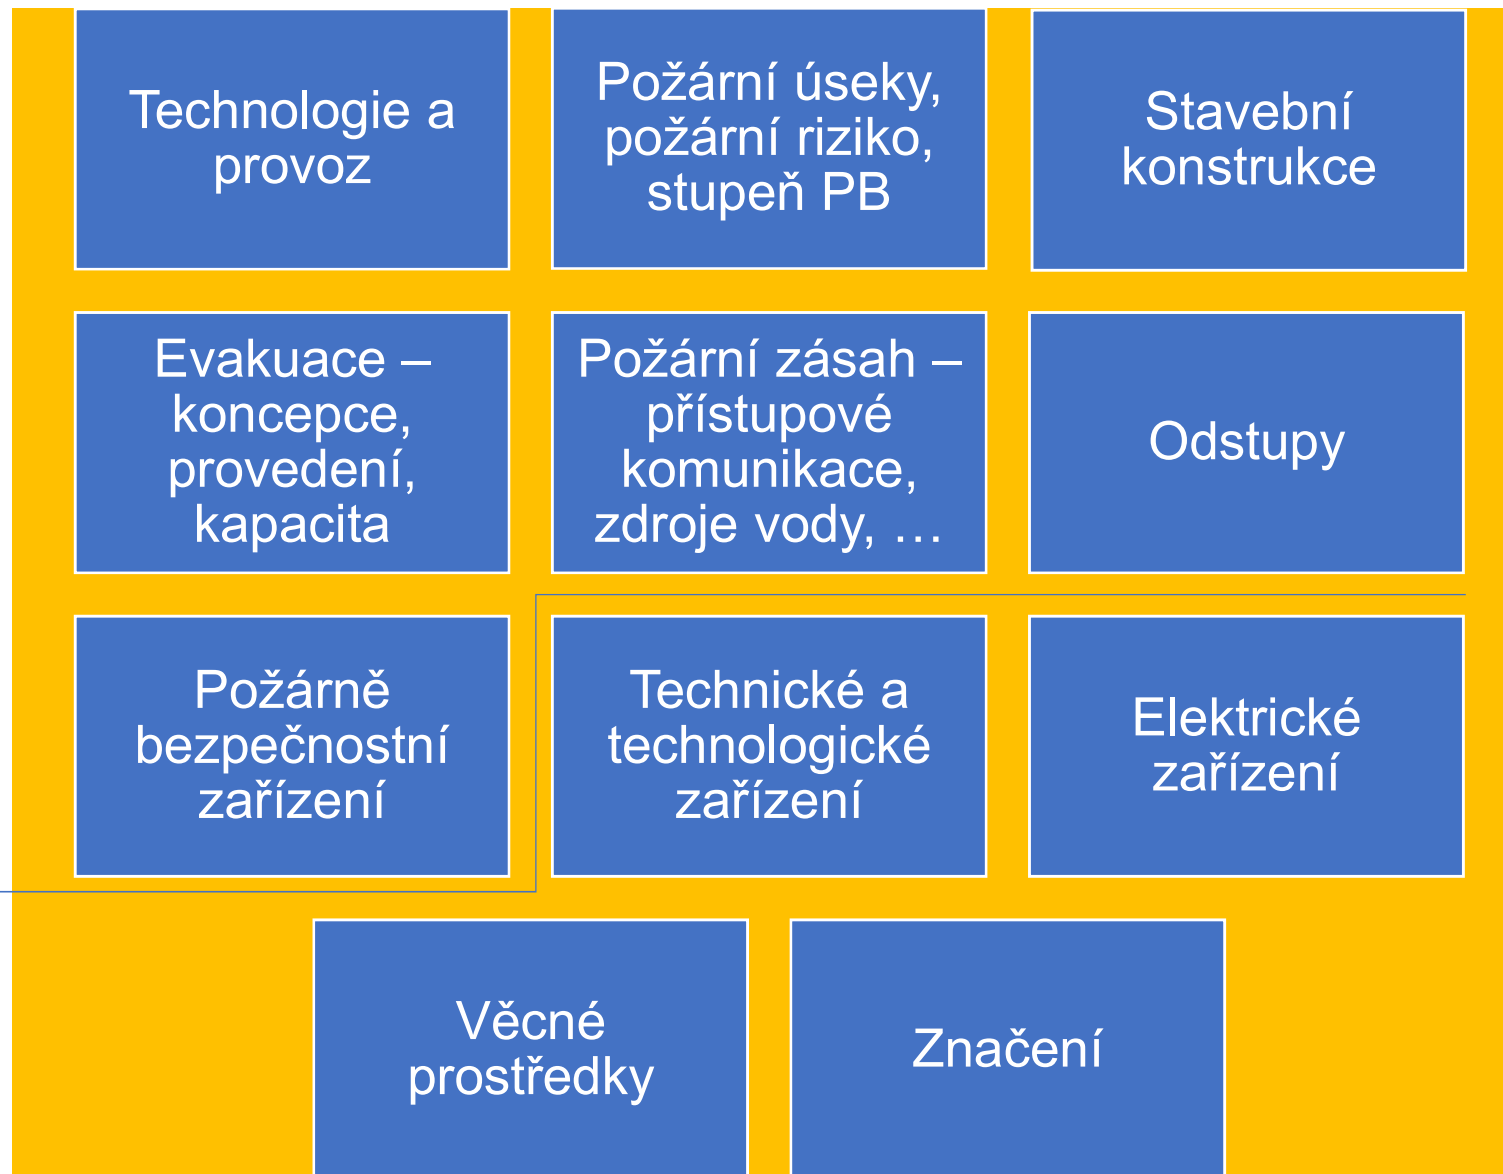 Technologie a
provoz
Požární úseky,
požární riziko,
stupeň PB
Stavební
konstrukce
Evakuace –
koncepce,
provedení,
kapacita
Požární zásah –
přístupové
komunikace,
zdroje vody, …
Odstupy
Požárně
bezpečnostní
zařízení
Technické a
technologické
zařízení
Elektrické
zařízení
Věcné
prostředky
Značení